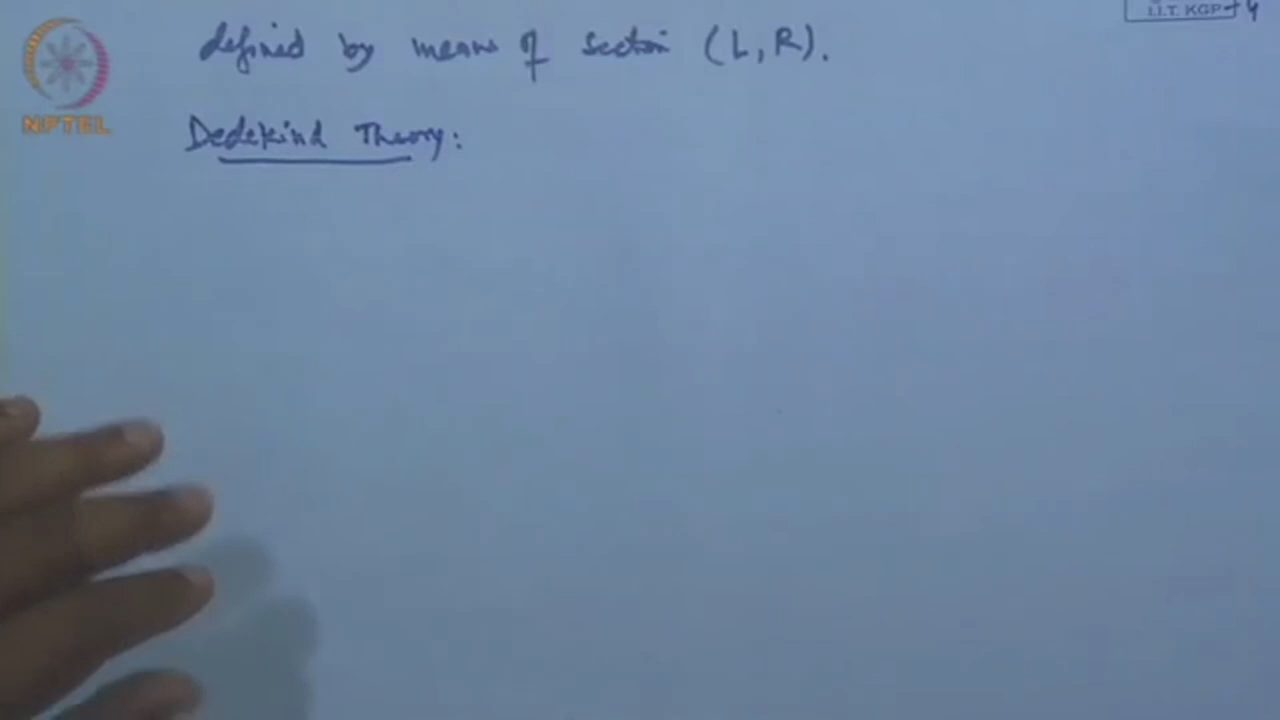 I.I.T. KGP
defined by means of section (L, R).
NPTEL
Dedekind Theory: